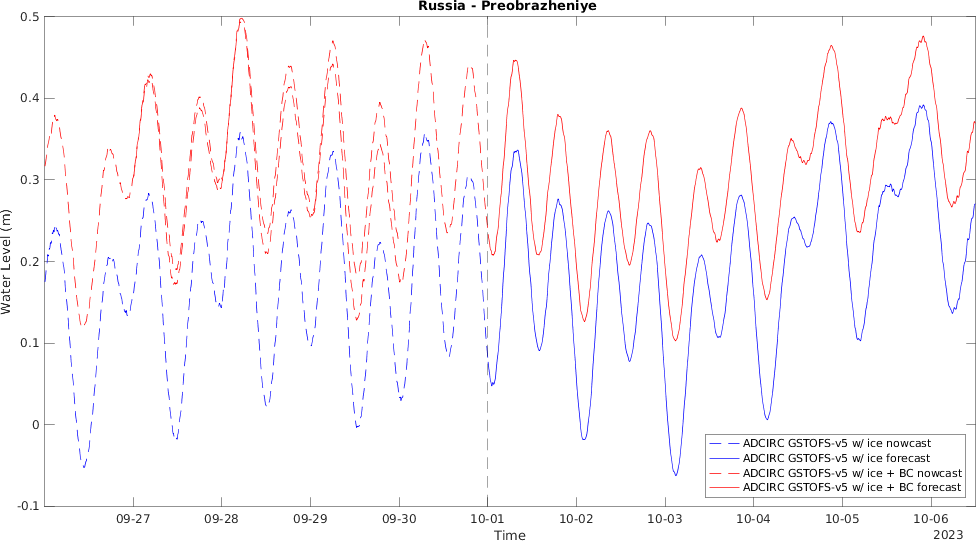 Russia - Preobrazheniye
0.5
0.4
0.3
0.2
0.1
0
-0.1
Water Level (m)
09-27 09-28 09-29 09-30 10-01 10-02 10-03 10-04 10-05 10-06
Time
2023
ADCIRC GSTOFS-v5 w/ ice nowcast
ADCIRC GSTOFS-v5 w/ ice forecast
ADCIRC GSTOFS-v5 w/ ice + BC nowcast
ADCIRC GSTOFS-v5 w/ ice + BC forecast